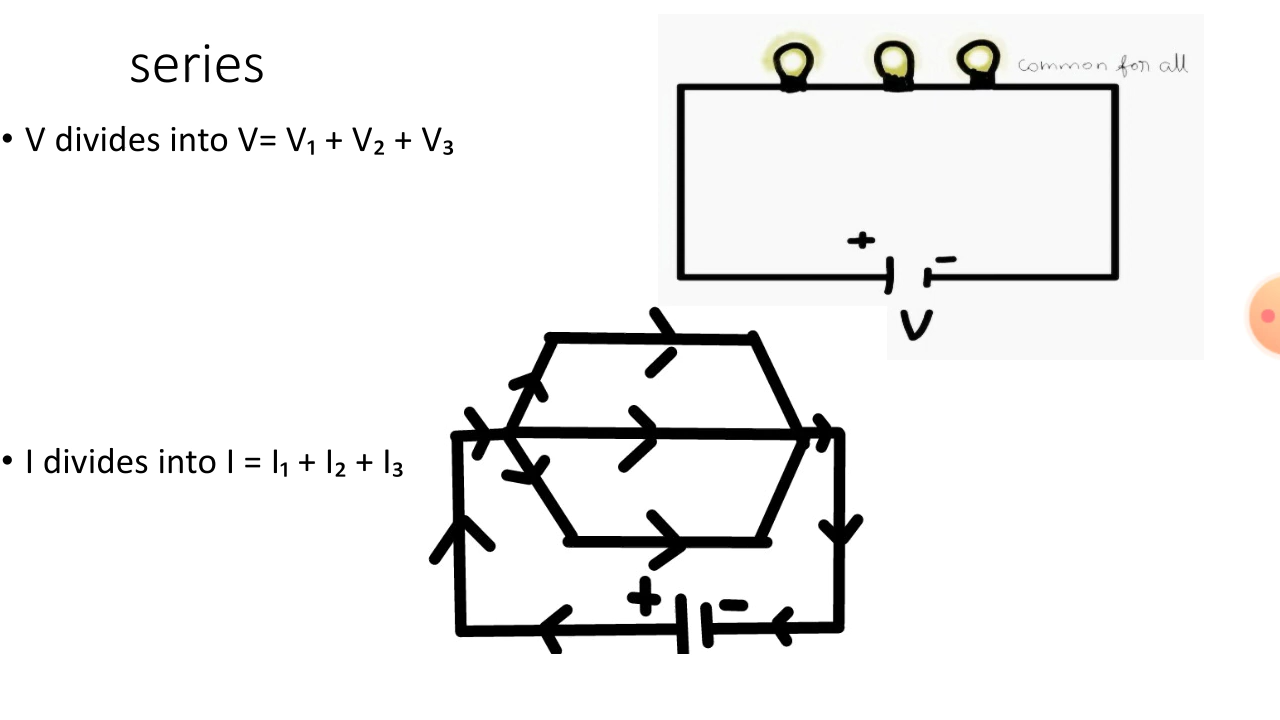 series
common for all
• V divides into V= V₁ + V₂ + V₃
+ -
V
• I divides into I = I₁ + I₂ + I₃
+ -